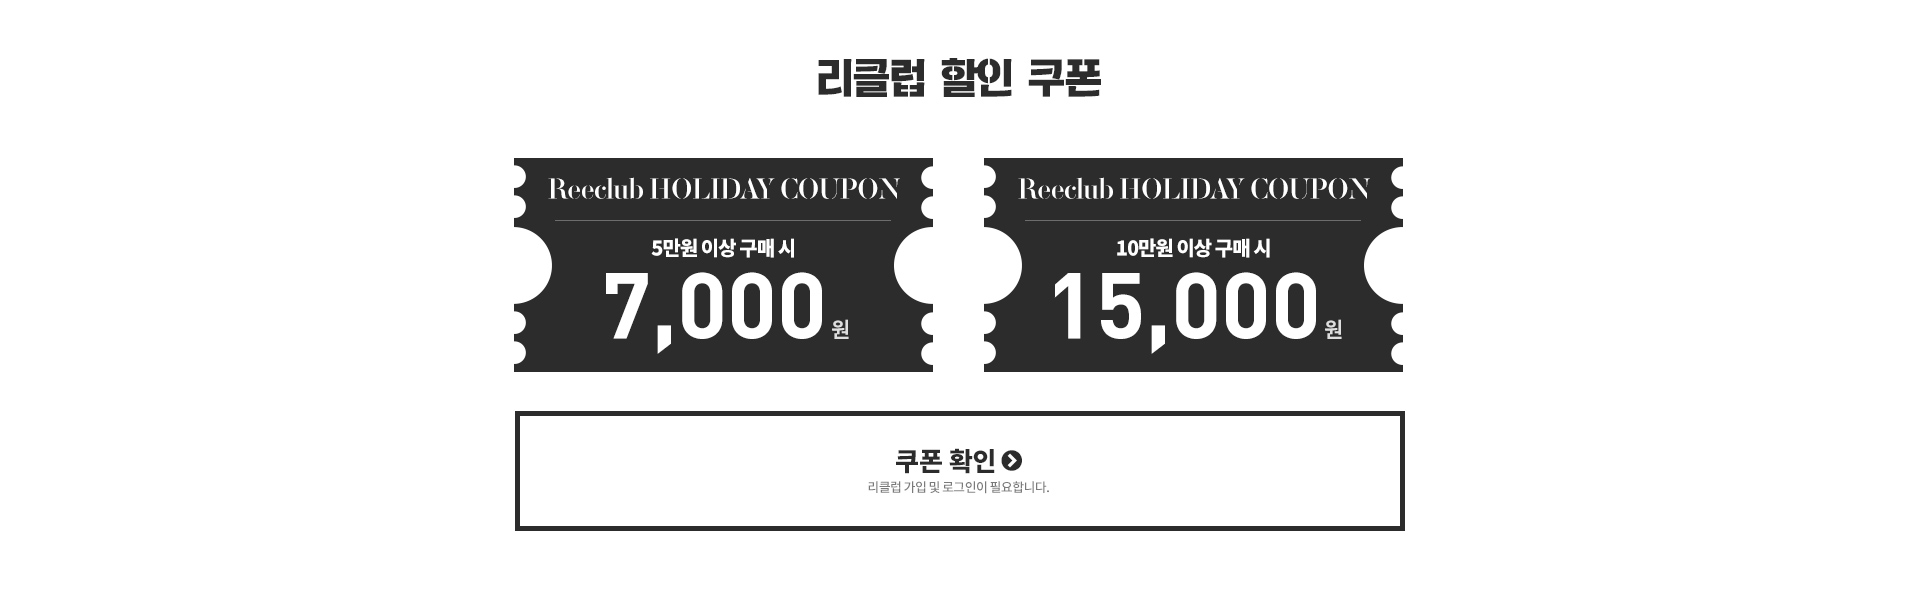 리클럽 할인 쿠폰
Reeclub HOLIDAY COUPON
5만원 이상 구매 시
7,000원
Reeclub HOLIDAY COUPON
10만원 이상 구매 시
15,000원
쿠폰 확인
리클럽 가입 및 로그인이 필요합니다.